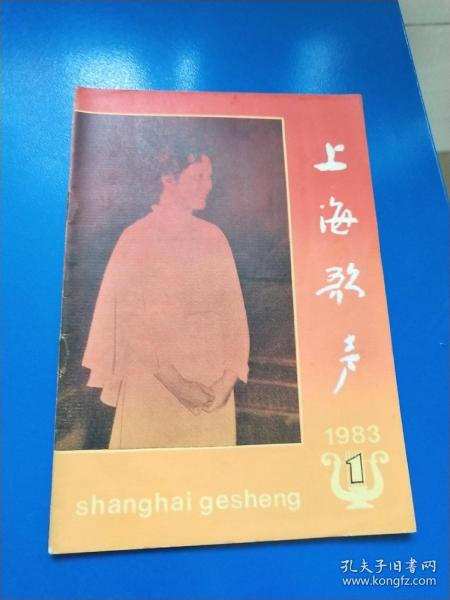 上海歌声
1983
1
shanghai gesheng
孔夫子旧书网
www.kongfz.com